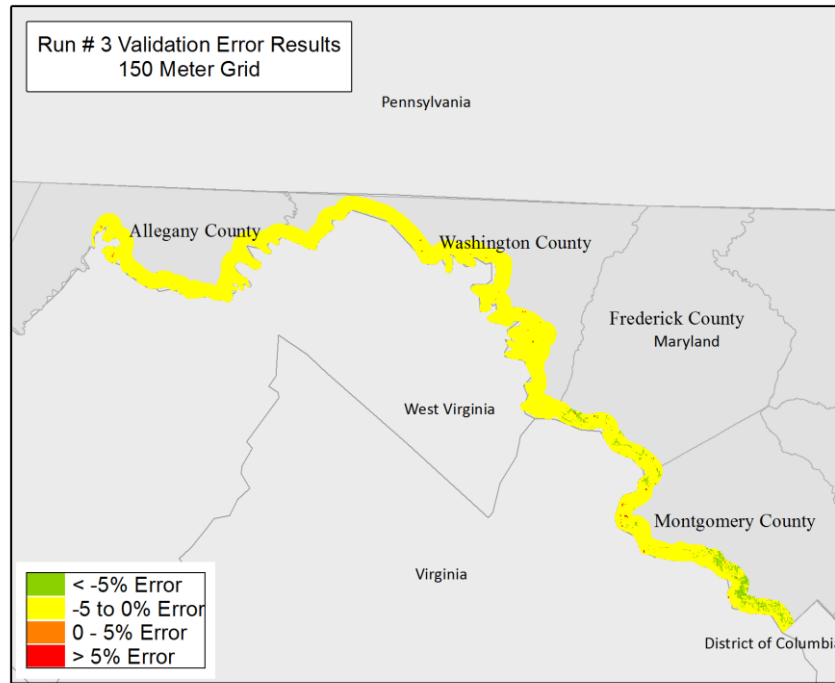 Run # 3 Validation Error Results
150 Meter Grid
Pennsylvania
Allegany County
Washington County
Frederick County
Maryland
West Virginia
Montgomery County
Virginia
District of Columbia
< -5% Error
-5 to 0% Error
0 - 5% Error
> 5% Error